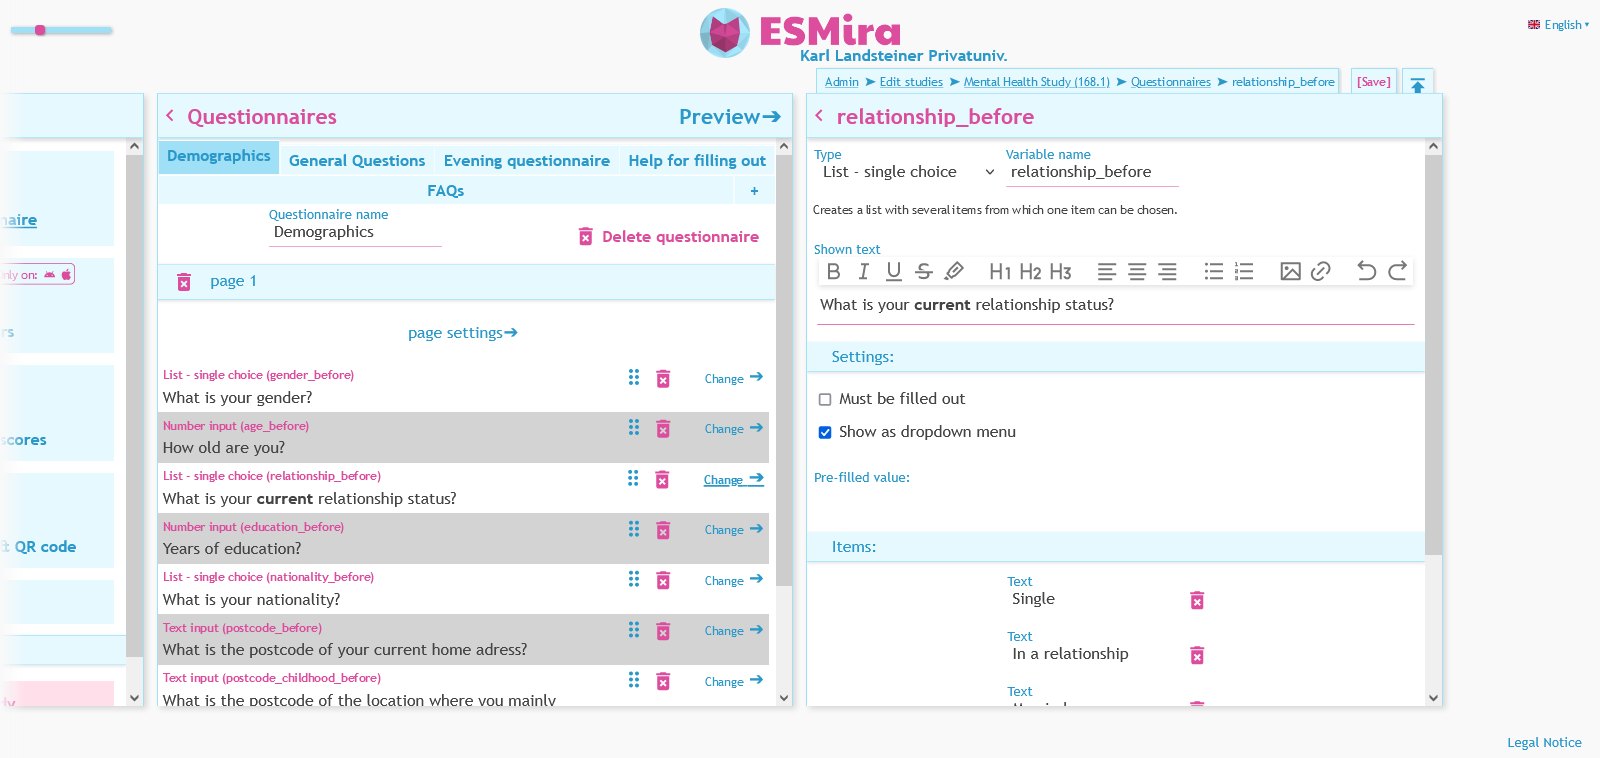 ESMira
Karl Landsteiner Privatuniv.
English
Admin Edit studies Mental Health Study (168.1) Questionnaires relationship_before [Save]
only on:
scores
QR code
Questionnaires
Preview
Demographics General Questions Evening questionnaire Help for filling out
FAQs +
Questionnaire name
Demographics
Delete questionnaire
page 1
page settings
List - single choice (gender_before)
Change
What is your gender?
Number input (age_before)
Change
How old are you?
List - single choice (relationship_before)
Change
What is your current relationship status?
Number input (education_before)
Change
Years of education?
List - single choice (nationality_before)
Change
What is your nationality?
Text input (postcode_before)
Change
What is the postcode of your current home adress?
Text input (postcode_childhood_before)
Change
What is the postcode of the location where you mainly
relationship_before
Type
List - single choice
Variable name
relationship_before
Creates a list with several items from which one item can be chosen.
Shown text
B I U S H1 H2 H3
What is your current relationship status?
Settings:
Must be filled out
Show as dropdown menu
Pre-filled value:
Items:
Text
Single
Text
In a relationship
Text
Legal Notice